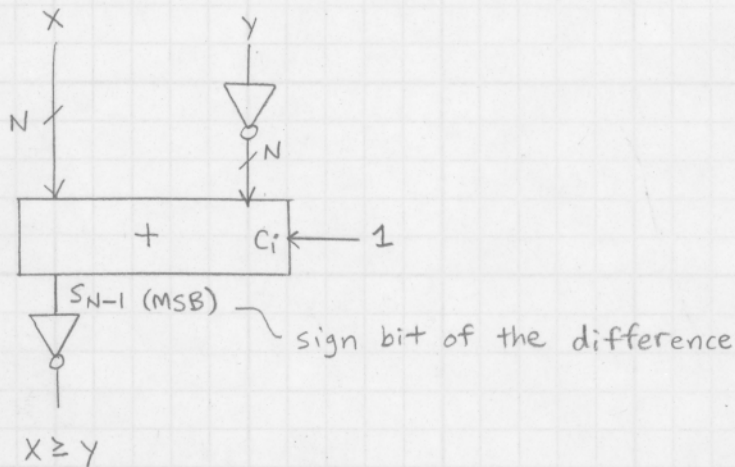 X Y
N
N
+ Ci 1
SN-1 (MSB)
sign bit of the difference
X ≥ Y